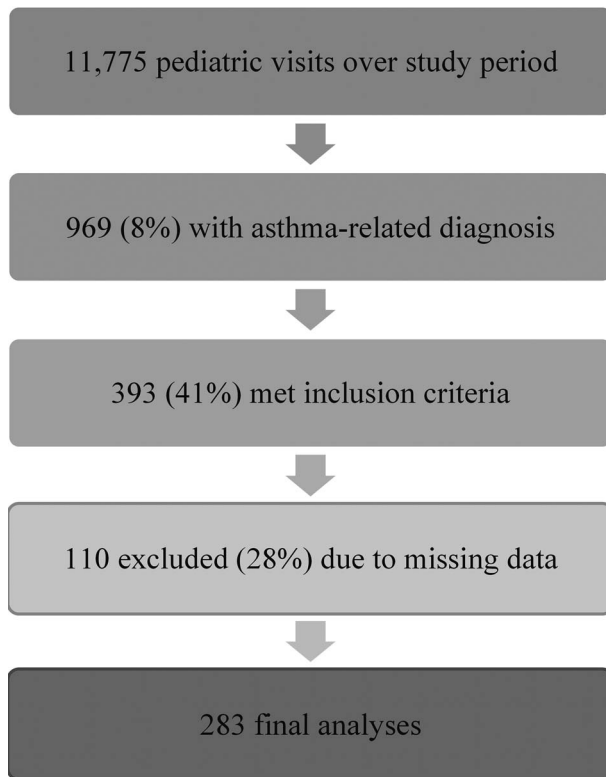 11,775 pediatric visits over study period
969 (8%) with asthma-related diagnosis
393 (41%) met inclusion criteria
110 excluded (28%) due to missing data
283 final analyses